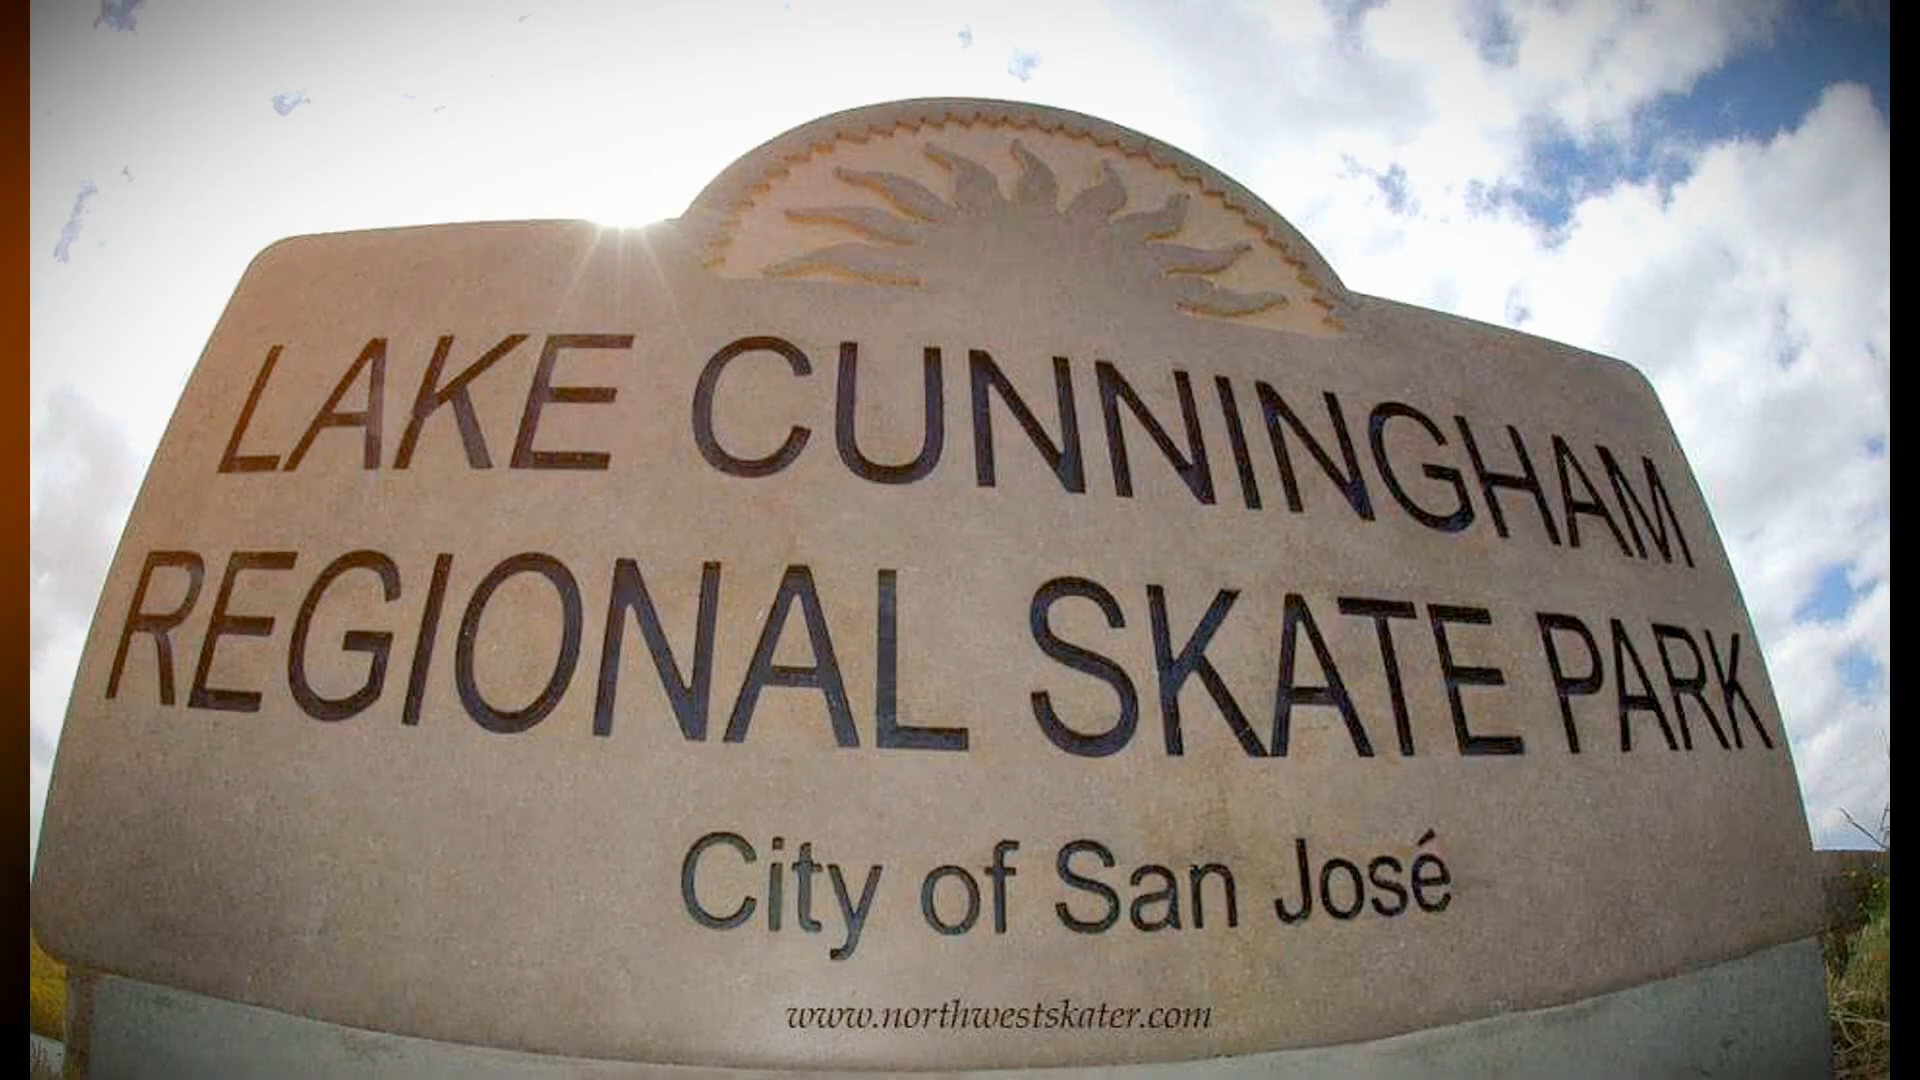 LAKE CUNNINGHAM
REGIONAL SKATE PARK
City of San José
www.northwestskater.com